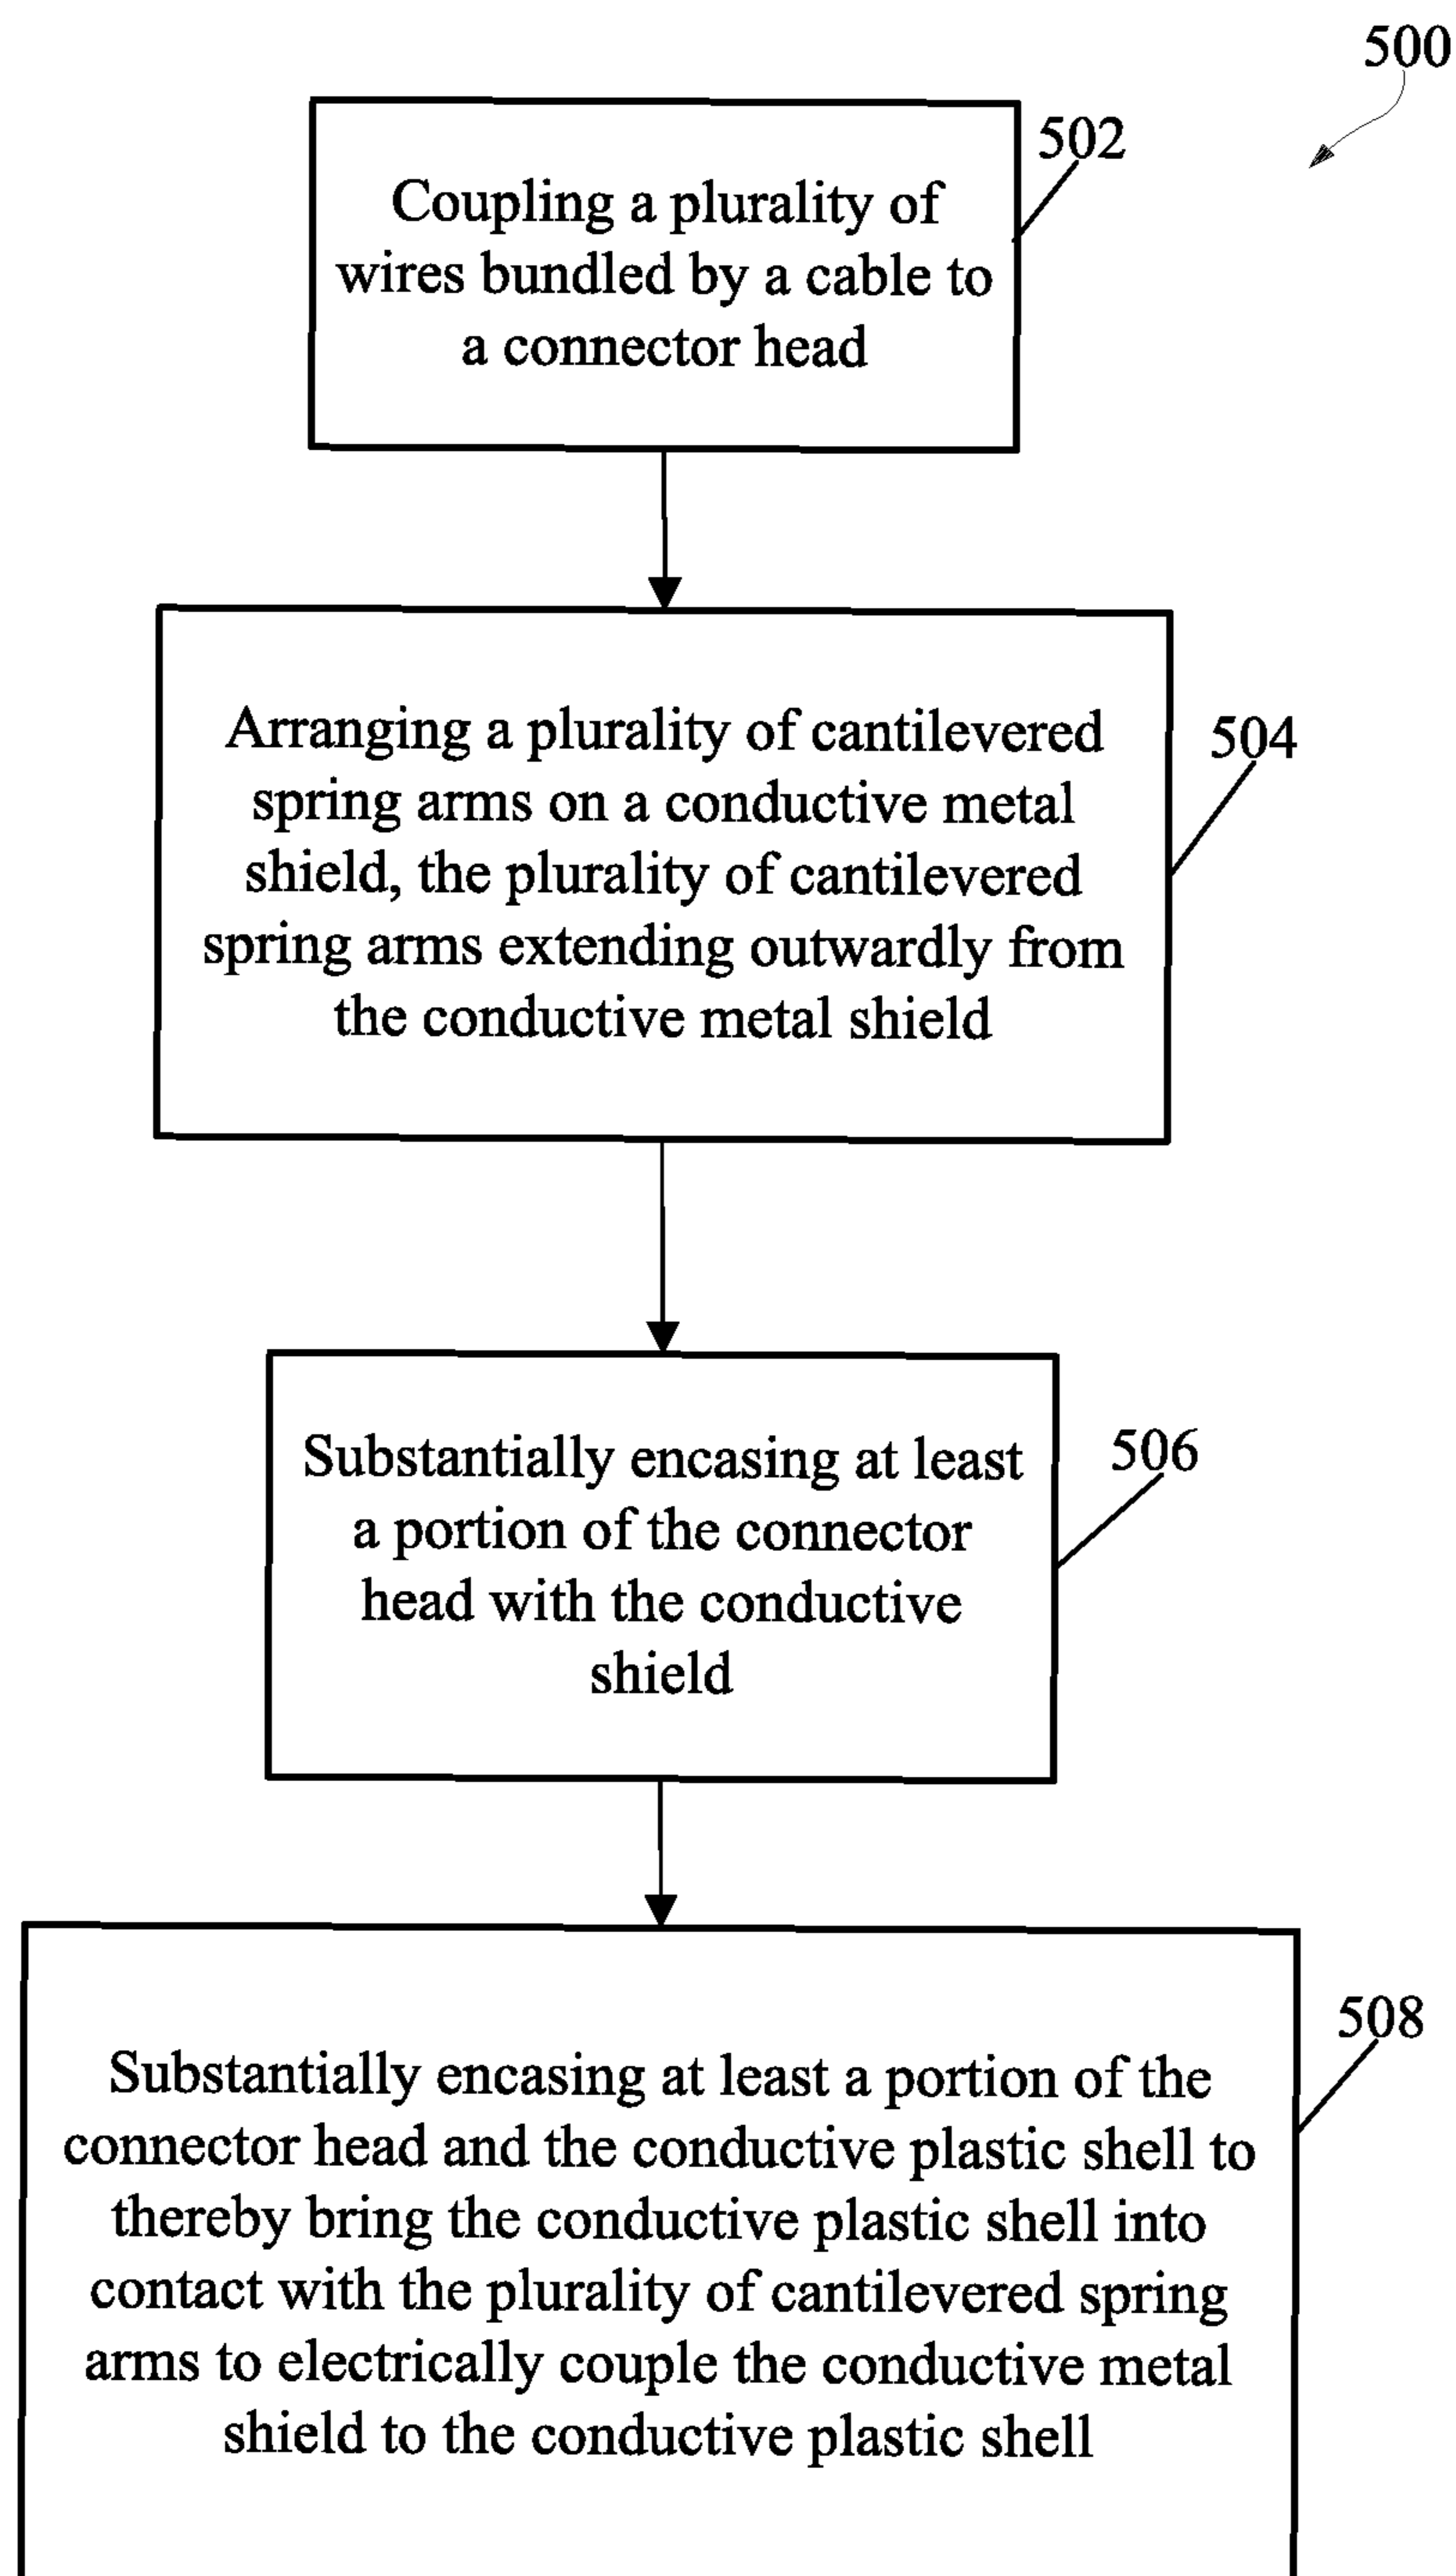 500
502
Coupling a plurality of
wires bundled by a cable to
a connector head
504
Arranging a plurality of cantilevered
spring arms on a conductive metal
shield, the plurality of cantilevered
spring arms extending outwardly from
the conductive metal shield
506
Substantially encasing at least
a portion of the connector
head with the conductive
shield
508
Substantially encasing at least a portion of the
connector head and the conductive plastic shell to
thereby bring the conductive plastic shell into
contact with the plurality of cantilevered spring
arms to electrically couple the conductive metal
shield to the conductive plastic shell